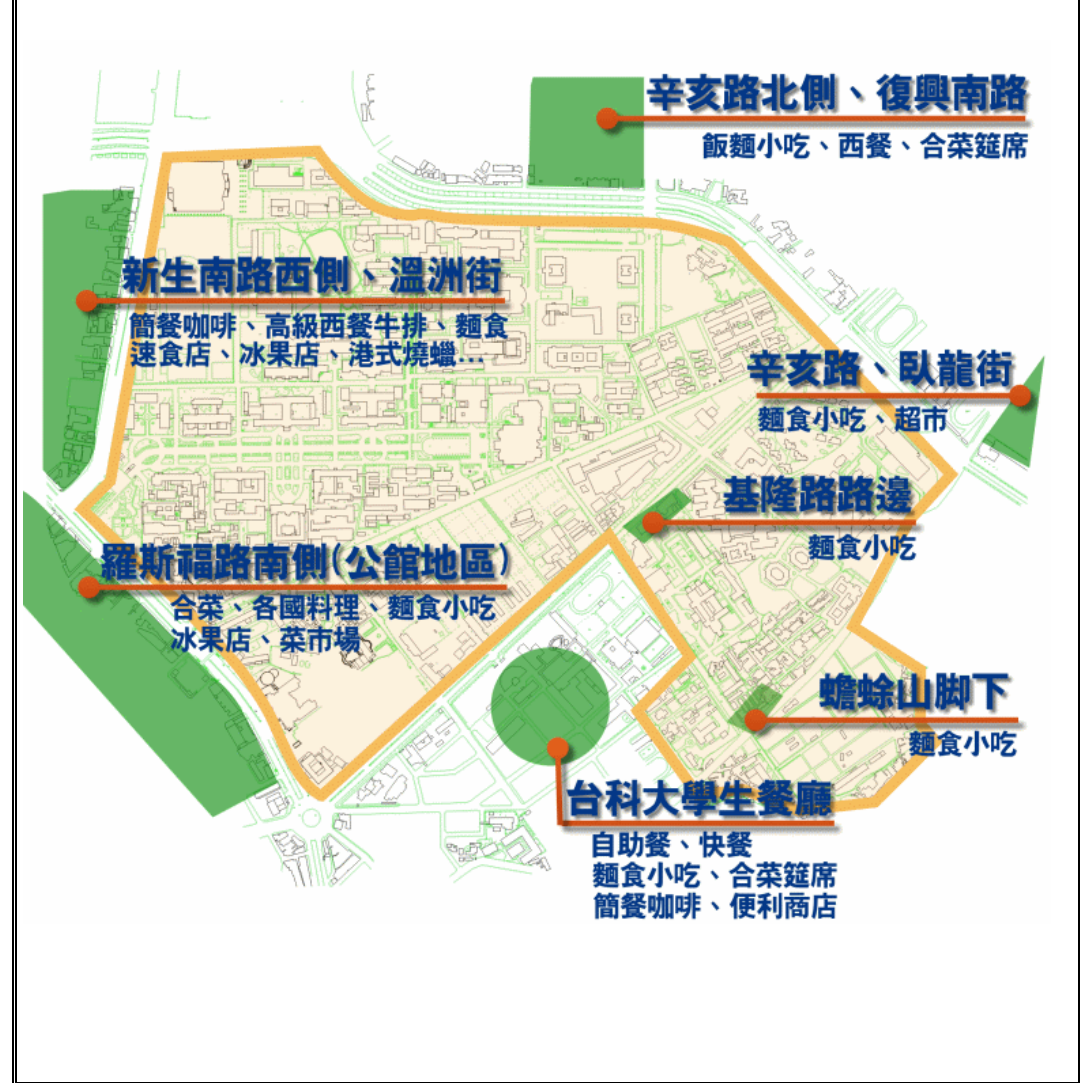 辛亥路北側、復興南路
飯麵小吃、西餐、合菜筵席
新生南路西側、溫洲街
簡餐咖啡、高級西餐牛排、麵食
速食店、冰果店、港式燒蠟...
辛亥路、臥龍街
麵食小吃、超市
基隆路路邊
麵食小吃
羅斯福路南側(公館地區)
合菜、各國料理、麵食小吃
冰果店、菜市場
蟾蜍山脚下
麵食小吃
台科大學生餐廳
自助餐、快餐
麵食小吃、合菜筵席
簡餐咖啡、便利商店